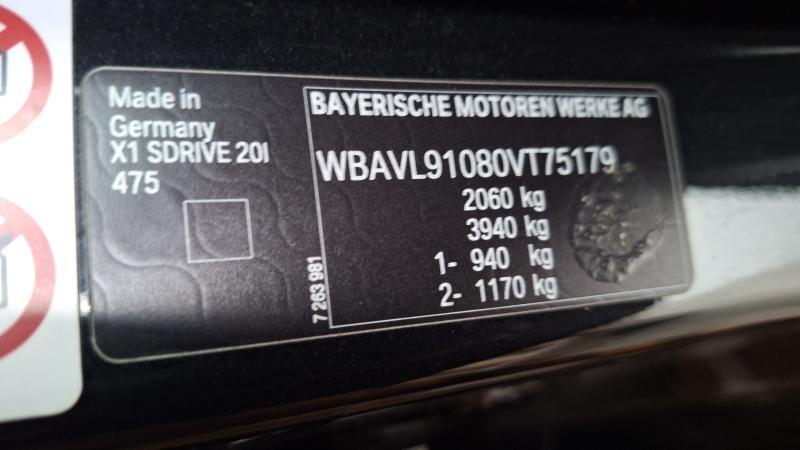 Made in
Germany
X1 SDRIVE 20I
475
BAYERISCHE MOTOREN WERKE AG
WBAVL91080VT75179
2060 kg
3940 kg
1- 940 kg
2- 1170 kg
7 263 981